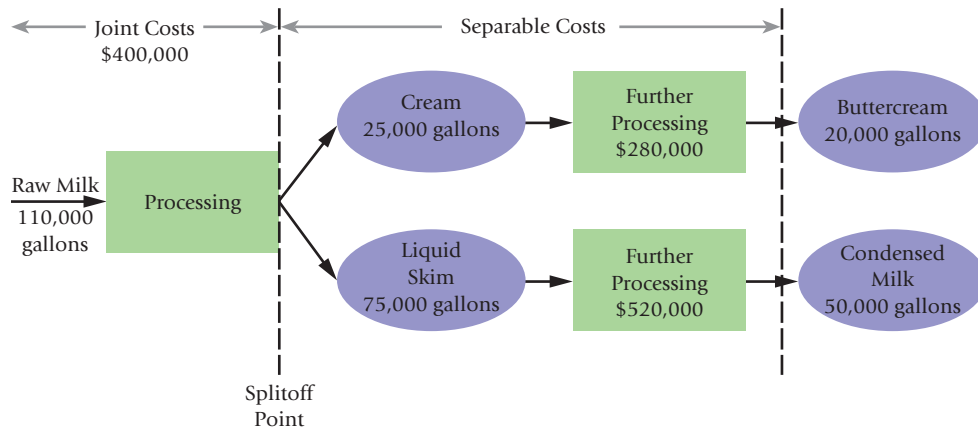 Joint Costs
$400,000
Separable Costs
Raw Milk
110,000
gallons
Processing
Cream
25,000 gallons
Further
Processing
$280,000
Buttercream
20,000 gallons
Liquid
Skim
75,000 gallons
Further
Processing
$520,000
Condensed
Milk
50,000 gallons
Splitoff
Point